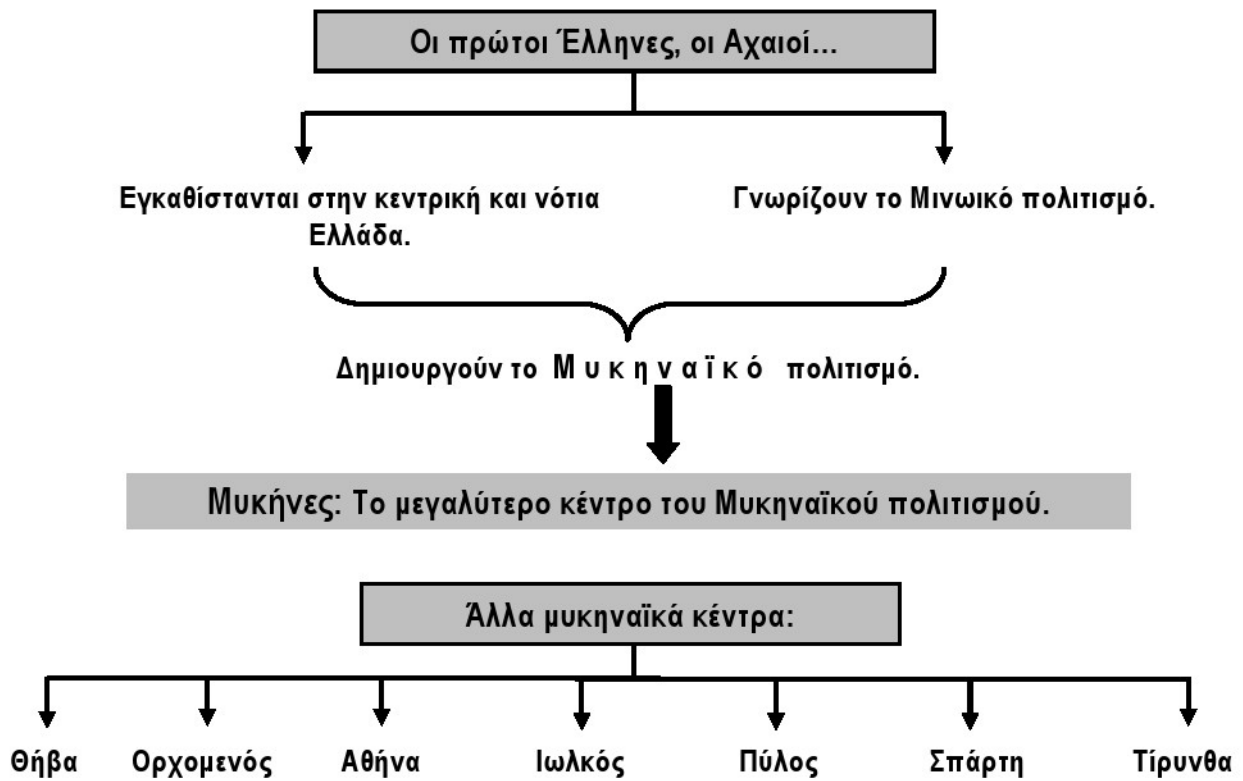 Οι πρώτοι Έλληνες, οι Αχαιοί...
Εγκαθίστανται στην κεντρική και νότια
Ελλάδα.
Γνωρίζουν το Μινωικό πολιτισμό.
Δημιουργούν το Μ υ κ η ν α ϊ κ ό πολιτισμό.
Μυκήνες: Το μεγαλύτερο κέντρο του Μυκηναϊκού πολιτισμού.
Άλλα μυκηναϊκά κέντρα:
Θήβα Ορχομενός Αθήνα Ιωλκός Πύλος Σπάρτη Τίρυνθα